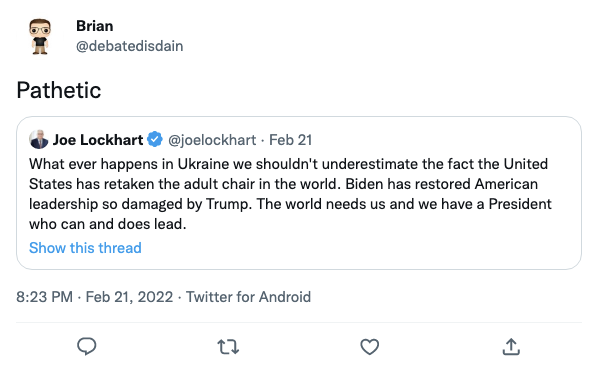 Brian
@debatedisdain
Pathetic
Joe Lockhart @joelockhart · Feb 21
What ever happens in Ukraine we shouldn't underestimate the fact the United
States has retaken the adult chair in the world. Biden has restored American
leadership so damaged by Trump. The world needs us and we have a President
who can and does lead.
Show this thread
8:23 PM · Feb 21, 2022 · Twitter for Android